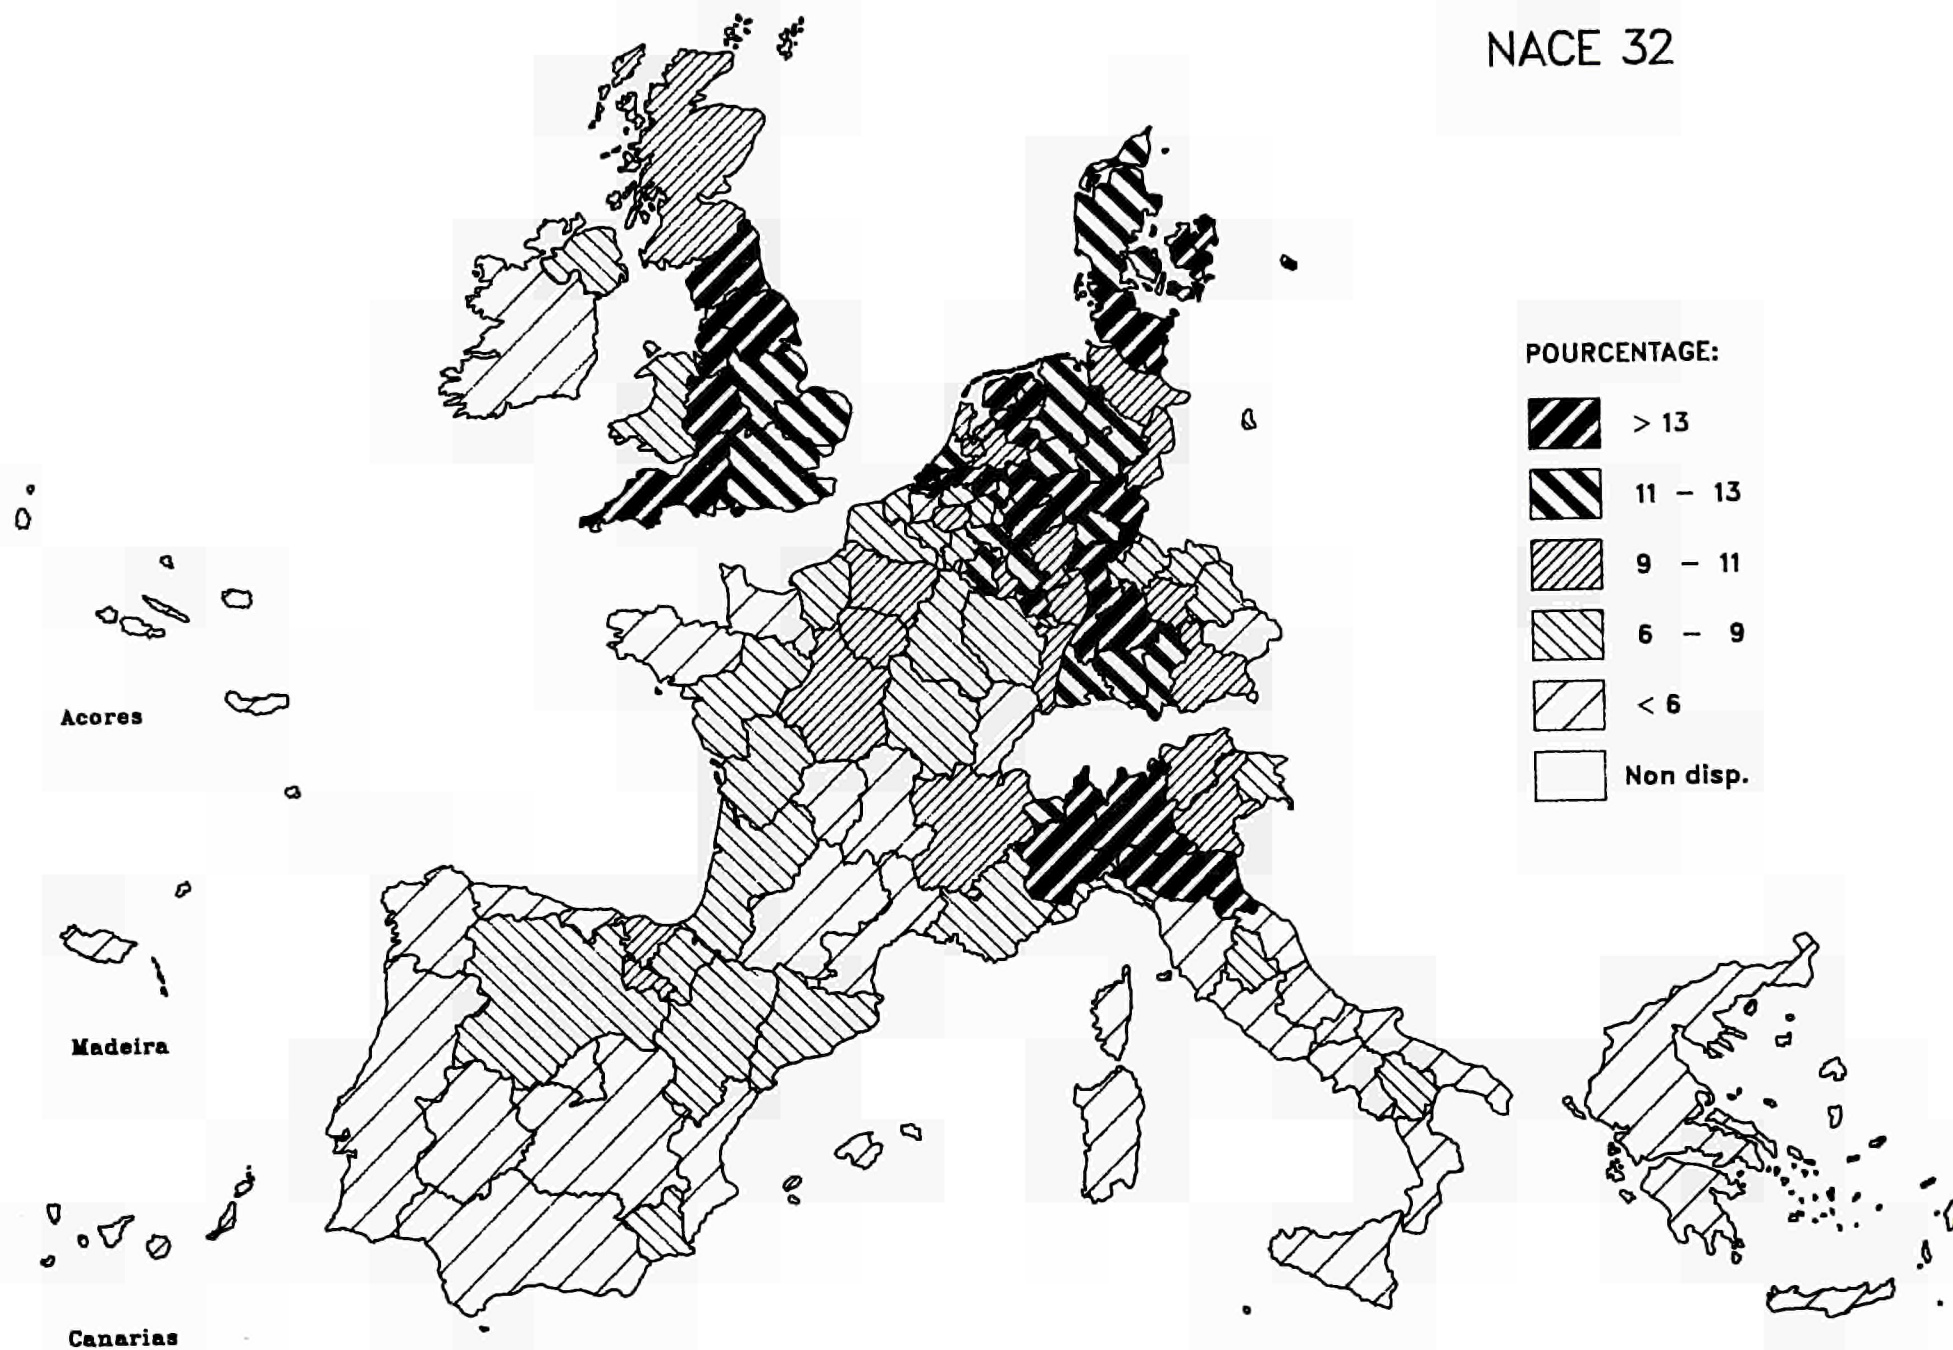 NACE 32
POURCENTAGE:
> 13
11 – 13
9 – 11
6 – 9
< 6
Non disp.
Acores
Madeira
Canarias